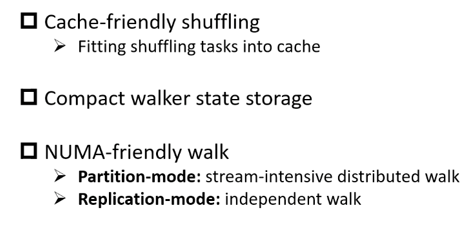 Cache-friendly shuffling
Fitting shuffling tasks into cache
Compact walker state storage
NUMA-friendly walk
Partition-mode: stream-intensive distributed walk
Replication-mode: independent walk